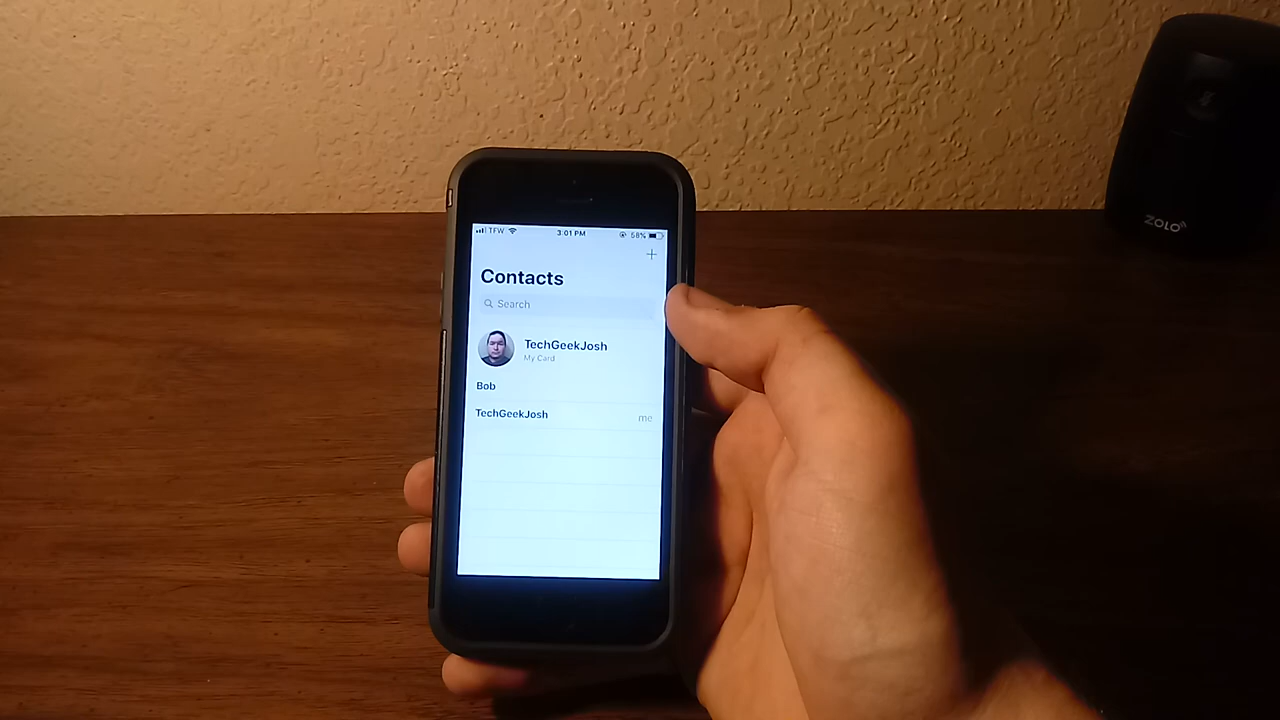 TFW 3:01 PM 58%
+
Contacts
Search
TechGeekJosh
My Card
Bob
TechGeekJosh me
ZOLO